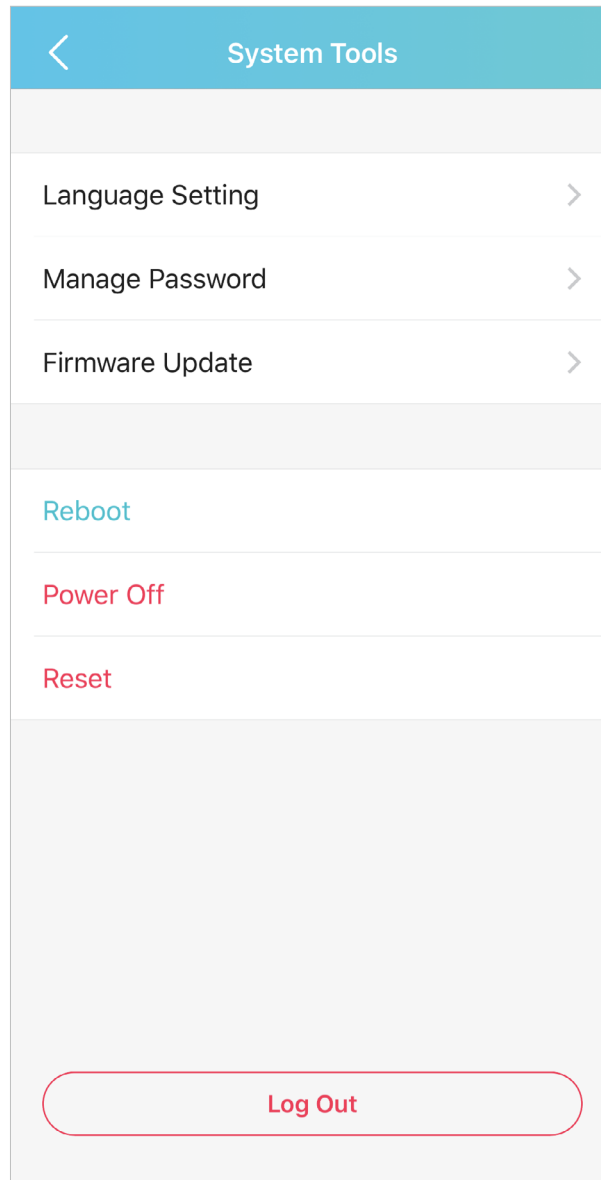 System Tools
Language Setting
Manage Password
Firmware Update
Reboot
Power Off
Reset
Log Out